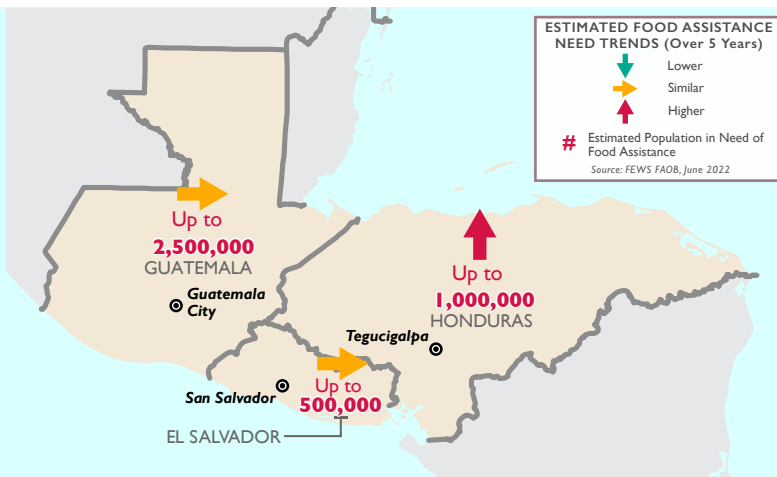 ESTIMATED FOOD ASSISTANCE
NEED TRENDS (Over 5 Years)
Lower
Similar
Higher
# Estimated Population in Need of
Food Assistance
Source: FEWS FAOB, June 2022
Up to
2,500,000
GUATEMALA
Guatemala
City
Up to
1,000,000
HONDURAS
Tegucigalpa
San Salvador
Up to
500,000
EL SALVADOR